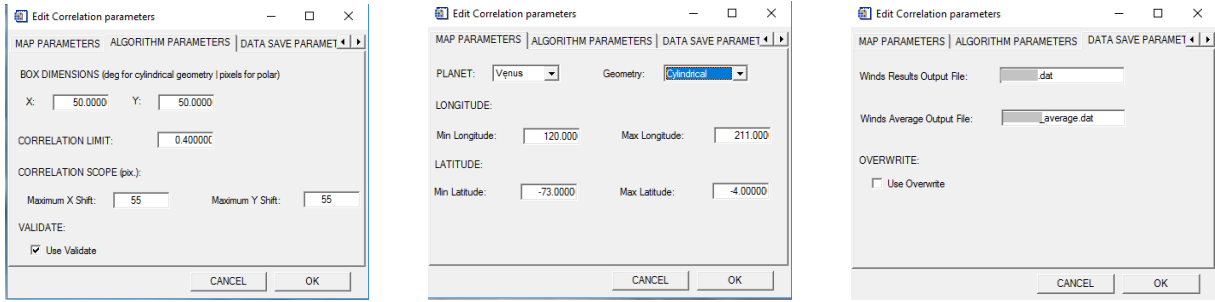 Edit Correlation parameters
MAP PARAMETERS ALGORITHM PARAMETERS DATA SAVE PARAMET
BOX DIMENSIONS (deg for cylindrical geometry | pixels for polar)
X: 50.0000 Y: 50.0000
CORRELATION LIMIT: 0.400000
CORRELATION SCOPE (pix.):
Maximum X Shift: 55 Maximum Y Shift: 55
VALIDATE:
Use Validate
CANCEL OK
Edit Correlation parameters
MAP PARAMETERS ALGORITHM PARAMETERS DATA SAVE PARAMET
PLANET: Venus Geometry: Cylindrical
LONGITUDE:
Min Longitude: 120.000 Max Longitude: 211.000
LATITUDE:
Min Latitude: -73.0000 Max Latitude: -4.00000
CANCEL OK
Edit Correlation parameters
MAP PARAMETERS ALGORITHM PARAMETERS DATA SAVE PARAMET
Winds Results Output File: .dat
Winds Average Output File: _average.dat
OVERWRITE:
Use Overwrite
CANCEL OK